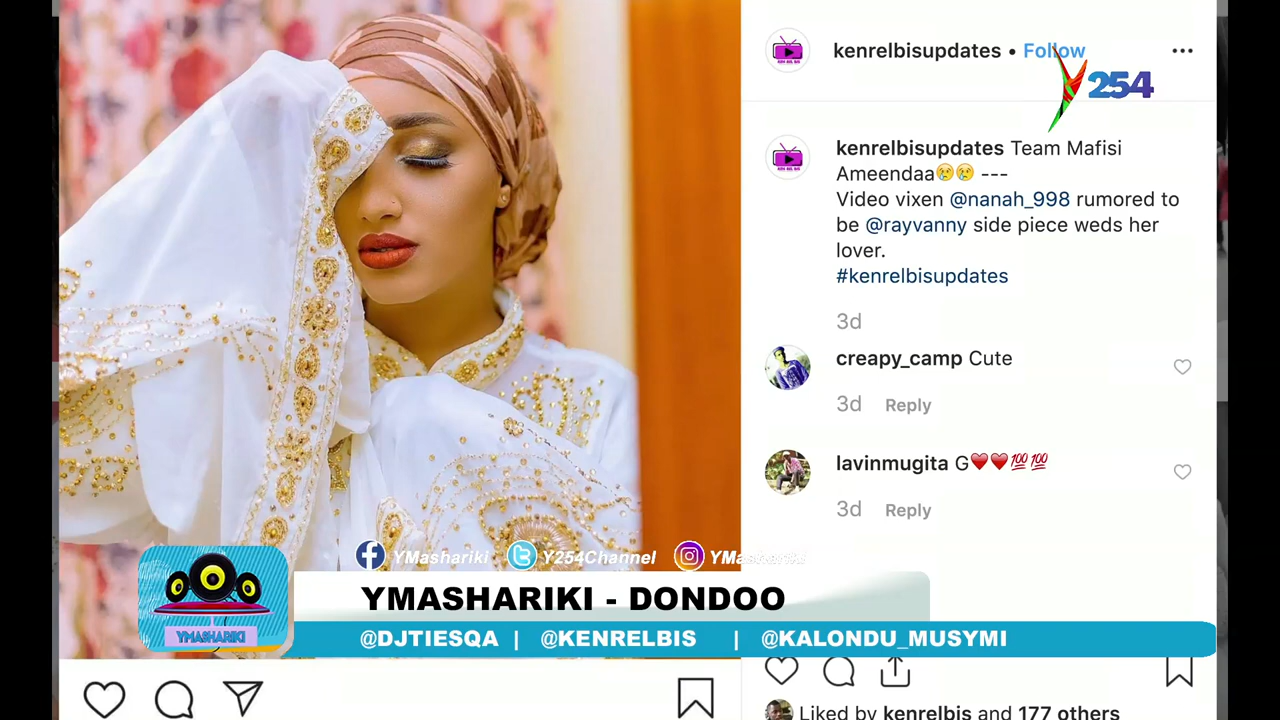 kenrelbisupdates • Follow
Y254
kenrelbisupdates Team Mafisi
Ameendaa😢😢 ---
Video vixen @nanah_998 rumored to
be @rayvanny side piece weds her
lover.
#kenrelbisupdates
3d
creapy_camp Cute
3d Reply
lavinmugita G❤️❤️💯💯
3d Reply
YMashariki Y254Channel YMashariki
YMASHARIKI - DONDOO
YMASHARIKI
@DJTIESQA | @KENRELBIS | @KALONDU_MUSYMI
Liked by kenrelbis and 177 others